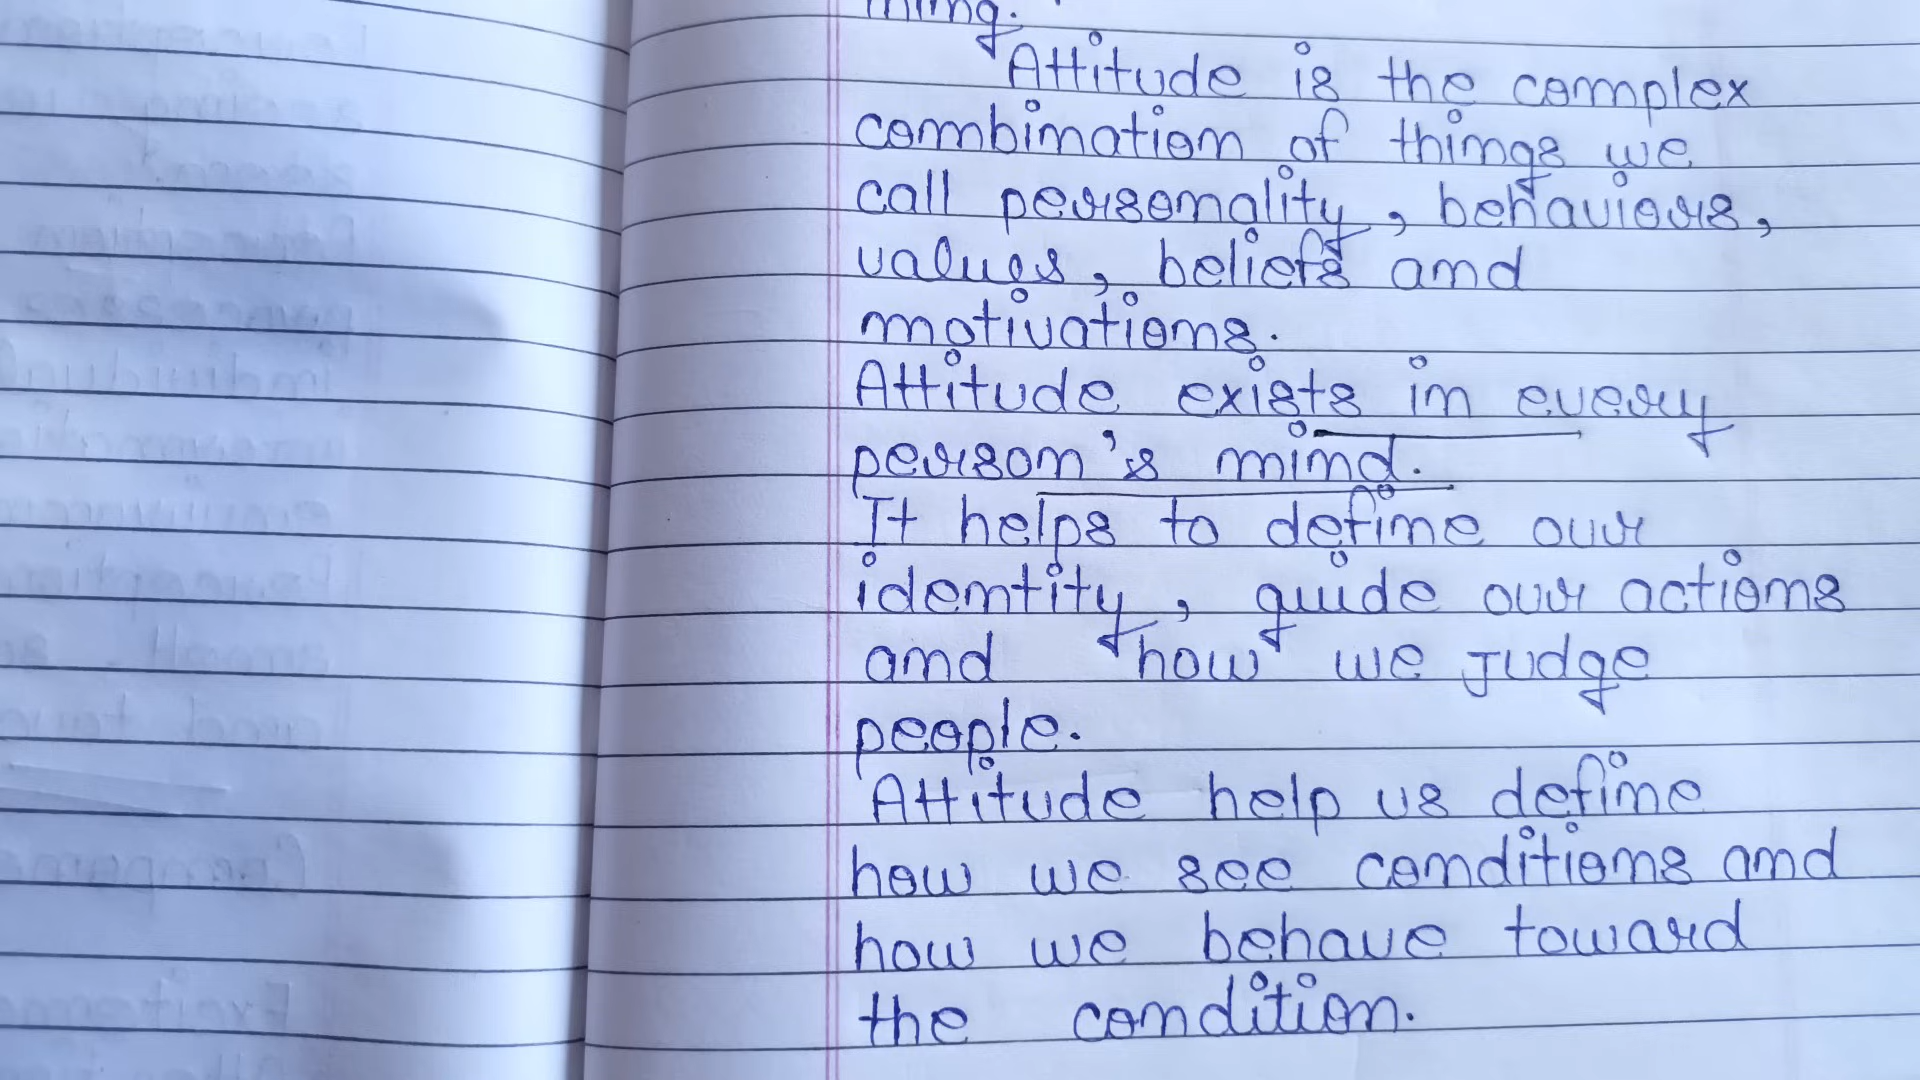 Attitude is the complex
combination of things we
call personality, behaviors,
values, beliefs and
motivations.
Attitude exists in every
person's mind.
It helps to define our
identity, guide our actions
and how we judge
people.
Attitude help us define
how we see conditions and
how we behave toward
the condition.